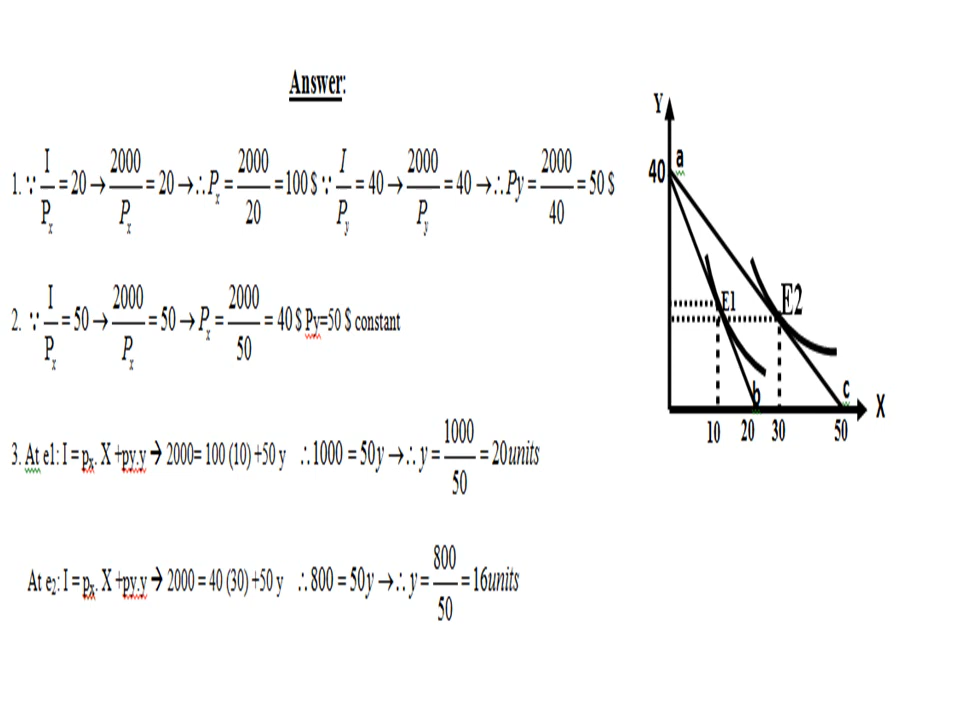 Answer:
1. ∵ I/Pₓ = 20 → 2000/Pₓ = 20 → ∴ Pₓ = 2000/20 = 100 $ ∵ I/Pᵧ = 40 → 2000/Pᵧ = 40 → ∴ Py = 2000/40 = 50 $
2. ∵ I/Pₓ = 50 → 2000/Pₓ = 50 → Pₓ = 2000/50 = 40 $ Py=50 $ constant
3. At e1: I = pₓ. X +py.y → 2000= 100 (10) +50 y ∴ 1000 = 50y → ∴ y = 1000/50 = 20units
At e₂: I = pₓ. X +py.y → 2000 = 40 (30) +50 y ∴ 800 = 50y → ∴ y = 800/50 = 16units
Y
a
40
E1
E2
b
c
X
10 20 30 50